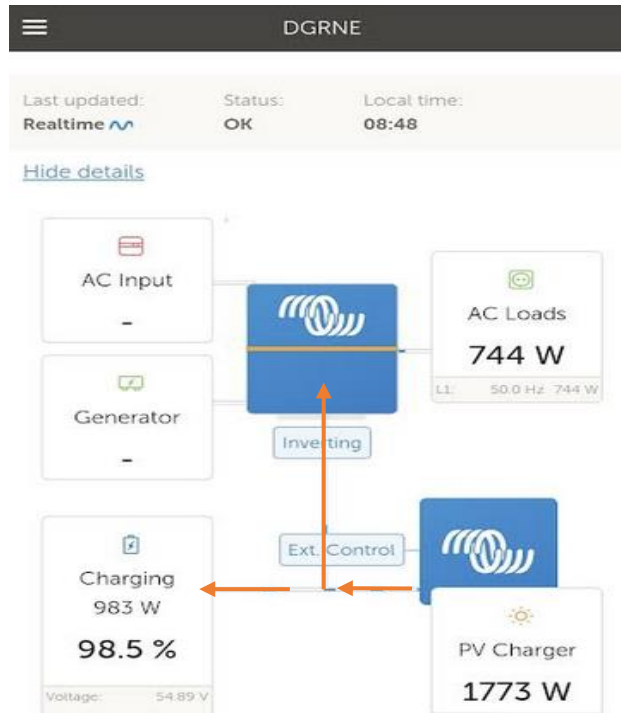 DGRNE
Last updated: Status: Local time:
Realtime OK 08:48
Hide details
AC Input
-
AC Loads
744 W
L1: 50.0 Hz 744 W
Generator
-
Inverting
Ext. Control
Charging
983 W
98.5 %
Voltage: 54.89 V
PV Charger
1773 W